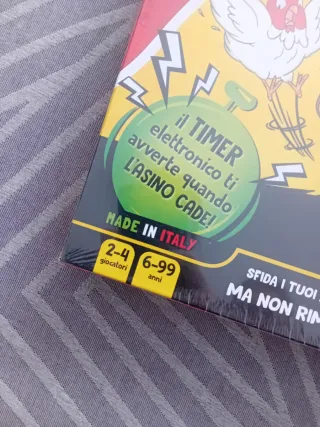 il TIMER
elettronico ti
avverte quando
L'ASINO CADE!
MADE IN ITALY
2-4
giocatori
6-99
anni
SFIDA I TUOI
MA NON RIM